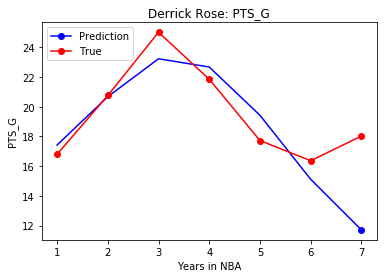 Derrick Rose: PTS_G
Prediction
True
PTS_G
24
22
20
18
16
14
12
1 2 3 4 5 6 7
Years in NBA